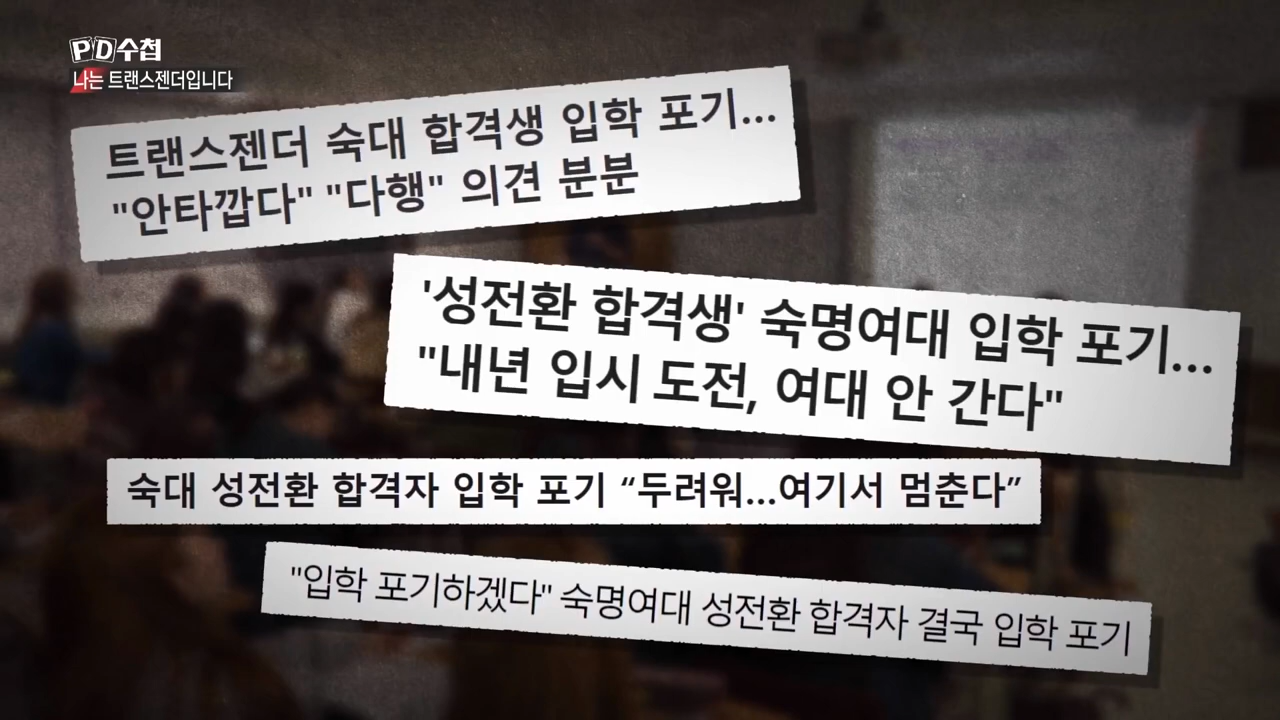 PD수첩
나는 트랜스젠더입니다
트랜스젠더 숙대 합격생 입학 포기...
"안타깝다" "다행" 의견 분분
'성전환 합격생' 숙명여대 입학 포기...
"내년 입시 도전, 여대 안 간다"
숙대 성전환 합격자 입학 포기 “두려워...여기서 멈춘다”
"입학 포기하겠다" 숙명여대 성전환 합격자 결국 입학 포기